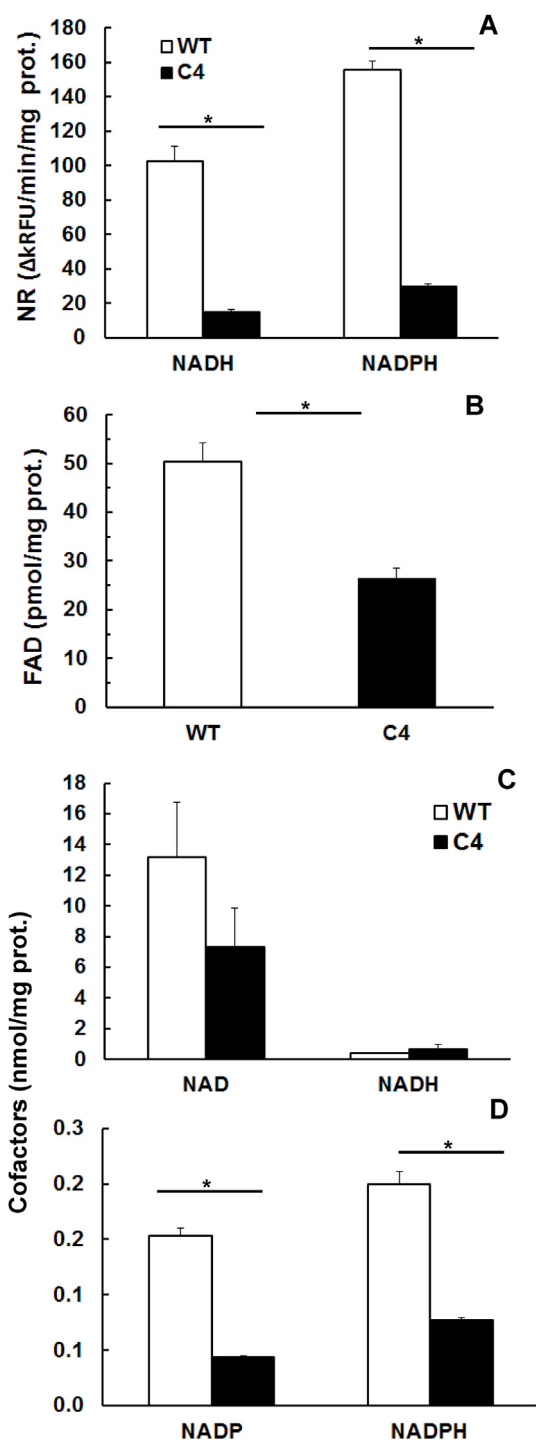 A
WT
C4
180
160
140
120
100
80
60
40
20
0
*
*
NR (ΔkRFU/min/mg prot.)
NADH NADPH
B
60
50
40
30
20
10
0
*
FAD (pmol/mg prot.)
WT C4
C
WT
C4
18
16
14
12
10
8
6
4
2
0
NAD NADH
Cofactors (nmol/mg prot.)
D
0.3
0.2
0.2
0.1
0.1
0.0
*
*
NADP NADPH